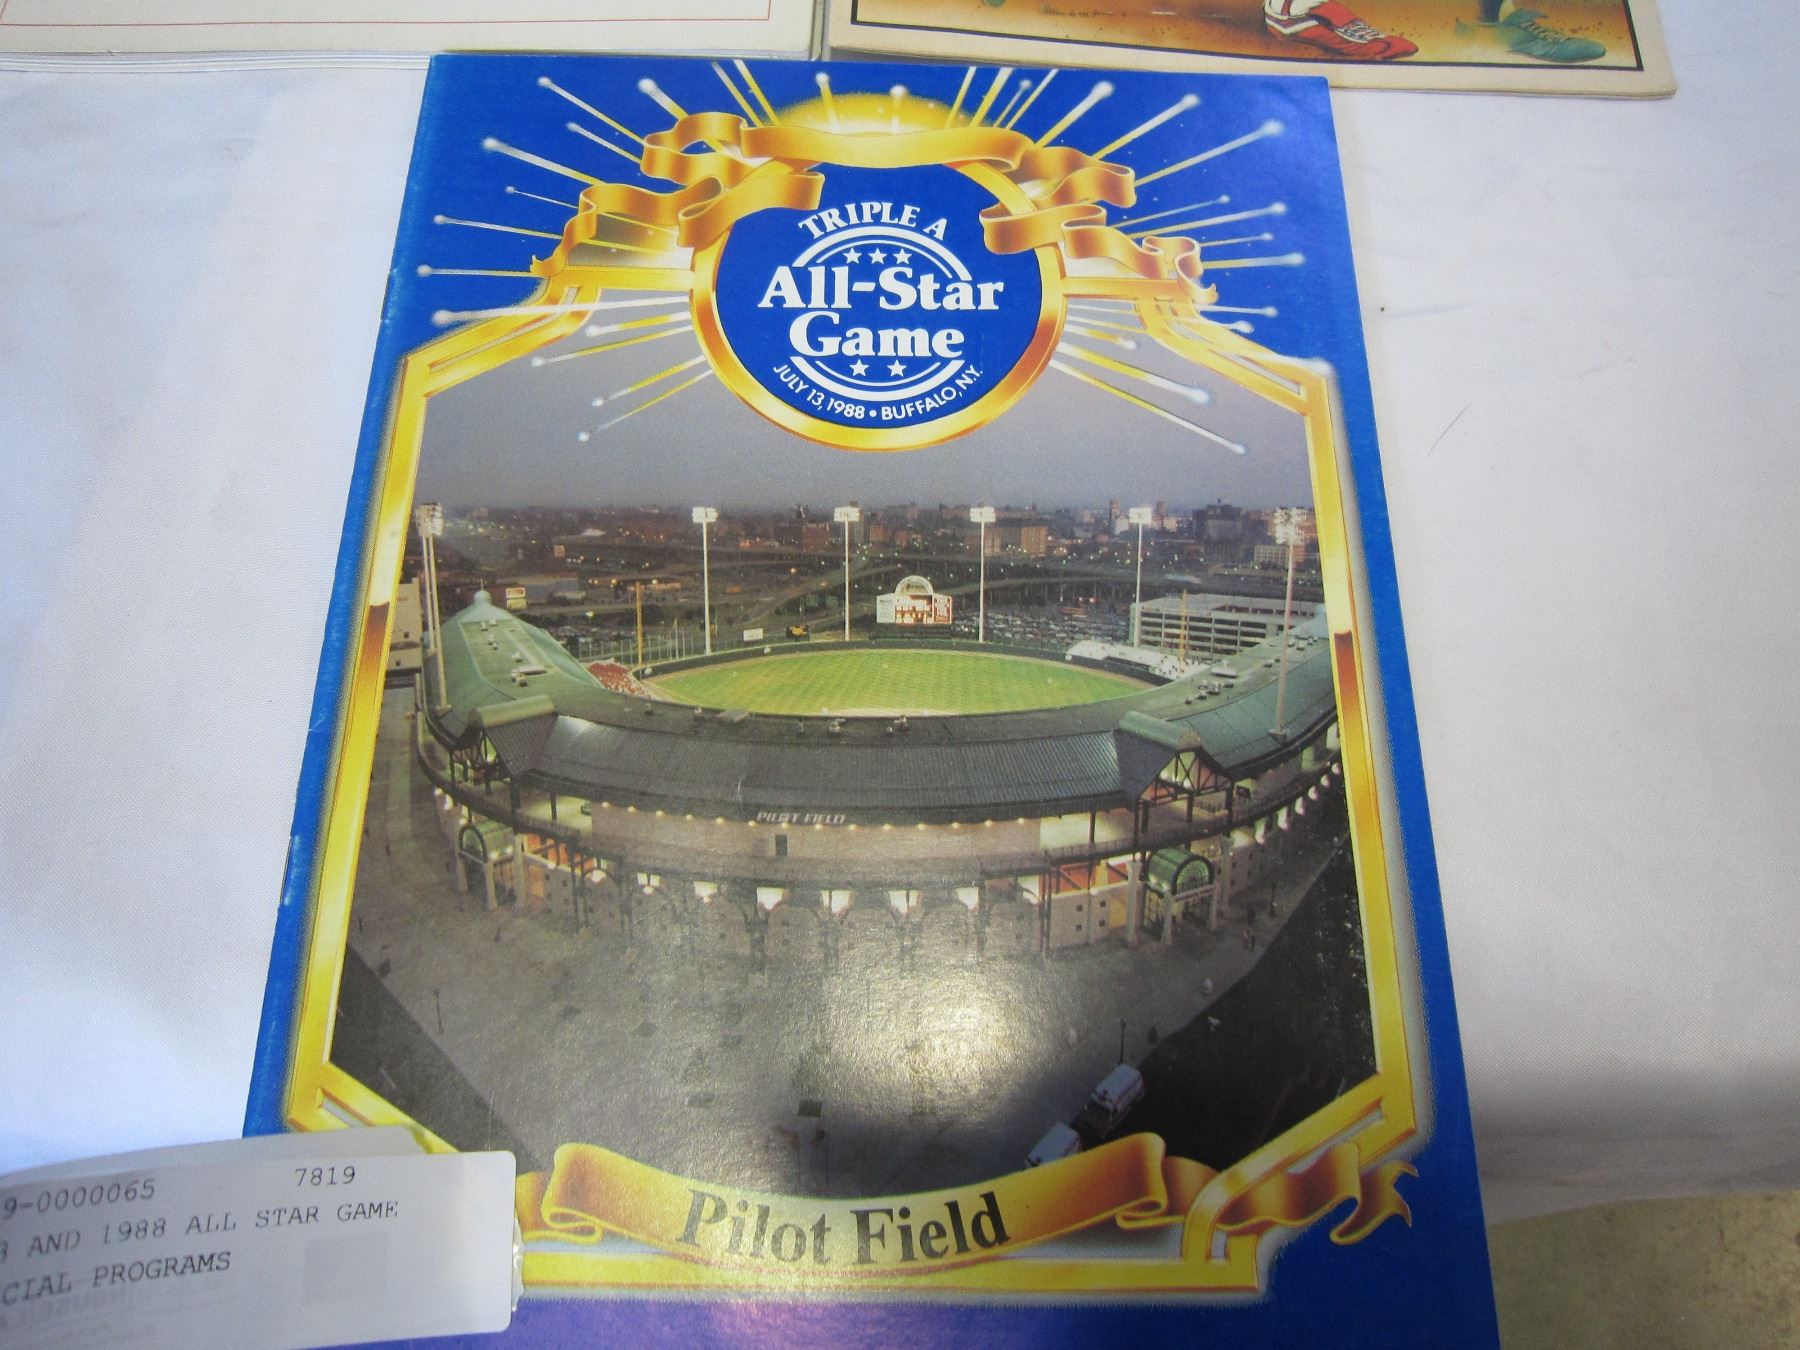 TRIPLE A
All-Star
Game
JULY 13, 1988 • BUFFALO, N.Y.
PILOT FIELD
Pilot Field
9-0000065 7819
AND 1988 ALL STAR GAME
CIAL PROGRAMS